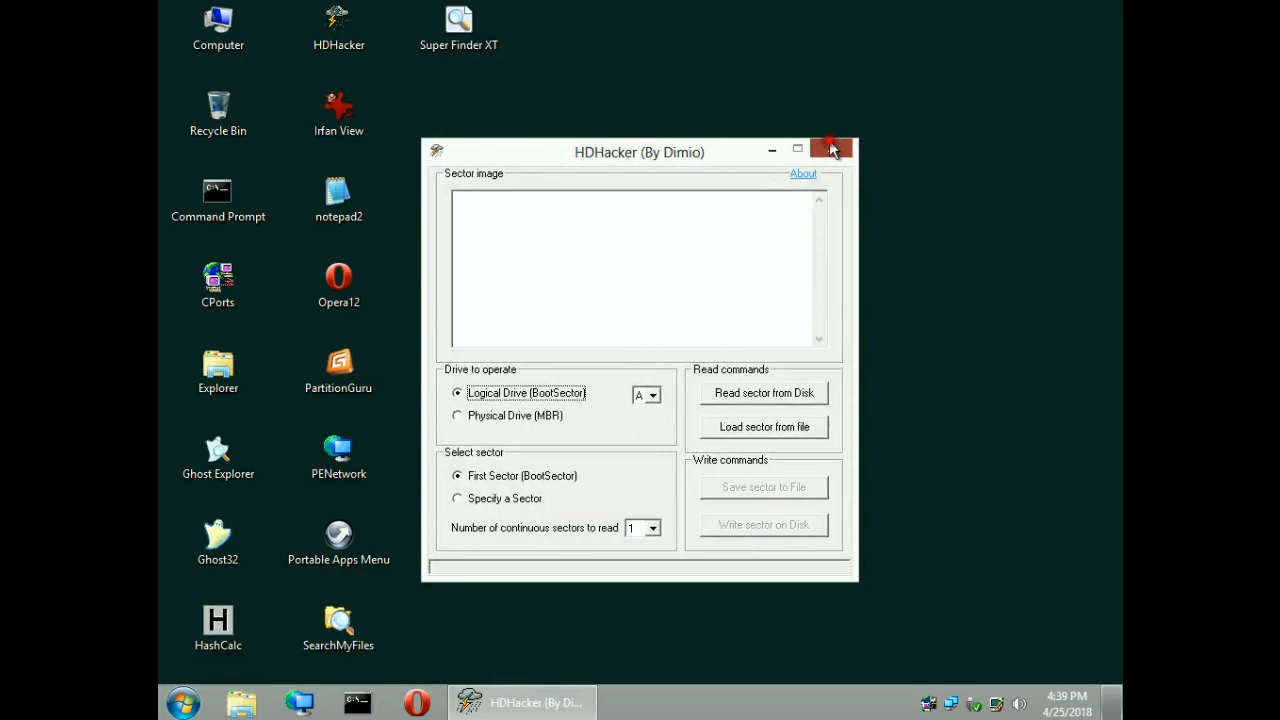 Computer
HDHacker
Super Finder XT
Recycle Bin
Irfan View
Command Prompt
notepad2
CPorts
Opera12
Explorer
PartitionGuru
Ghost Explorer
PENetwork
Ghost32
Portable Apps Menu
H
HashCalc
SearchMyFiles
HDHacker (By Dimio)
Sector image
About
Drive to operate
Logical Drive (BootSector)
A
Physical Drive (MBR)
Select sector
First Sector (BootSector)
Specify a Sector
Number of continuous sectors to read
1
Read commands
Read sector from Disk
Load sector from file
Write commands
Save sector to File
Write sector on Disk
HDHacker (By Di...
4:39 PM
4/25/2018